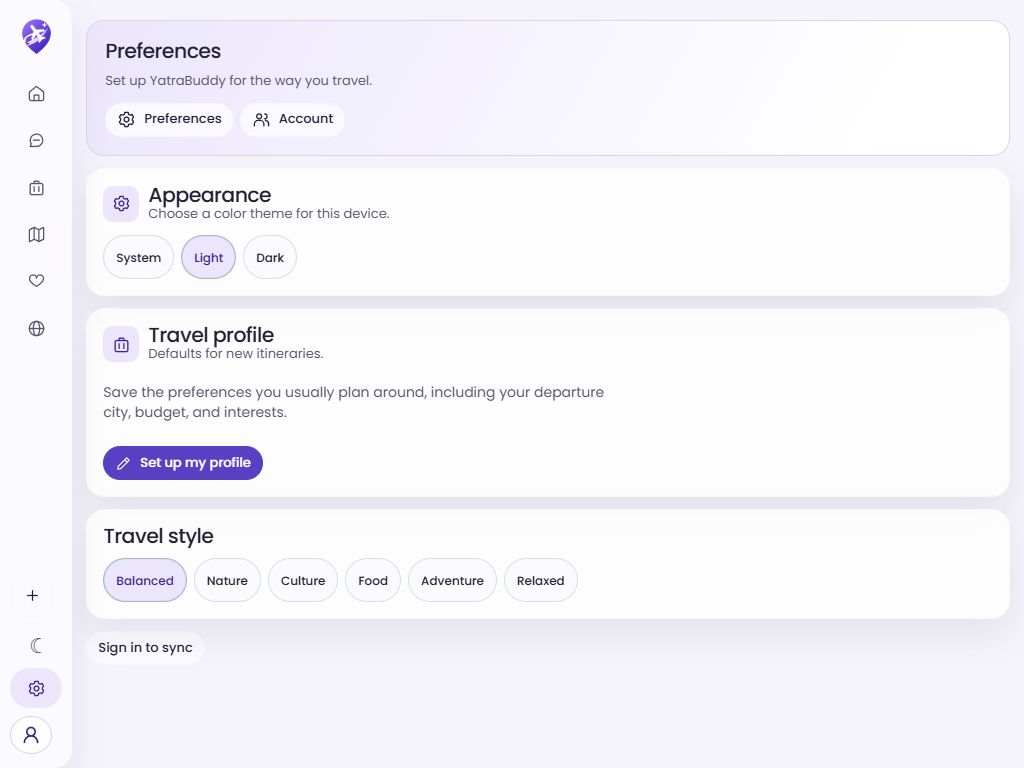 Preferences
Set up YatraBuddy for the way you travel.
Preferences
Account
Appearance
Choose a color theme for this device.
System
Light
Dark
Travel profile
Defaults for new itineraries.
Save the preferences you usually plan around, including your departure
city, budget, and interests.
Set up my profile
Travel style
Balanced
Nature
Culture
Food
Adventure
Relaxed
Sign in to sync